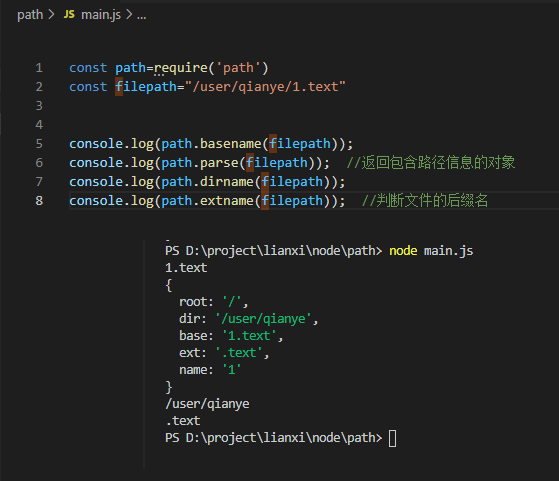 path > JS main.js > ...
1 const path=require('path')
2 const filepath="/user/qianye/1.text"
3
4
5 console.log(path.basename(filepath));
6 console.log(path.parse(filepath));  //返回包含路径信息的对象
7 console.log(path.dirname(filepath));
8 console.log(path.extname(filepath));  //判断文件的后缀名
PS D:\project\lianxi\node\path> node main.js
1.text
{
  root: '/',
  dir: '/user/qianye',
  base: '1.text',
  ext: '.text',
  name: '1'
}
/user/qianye
.text
PS D:\project\lianxi\node\path>